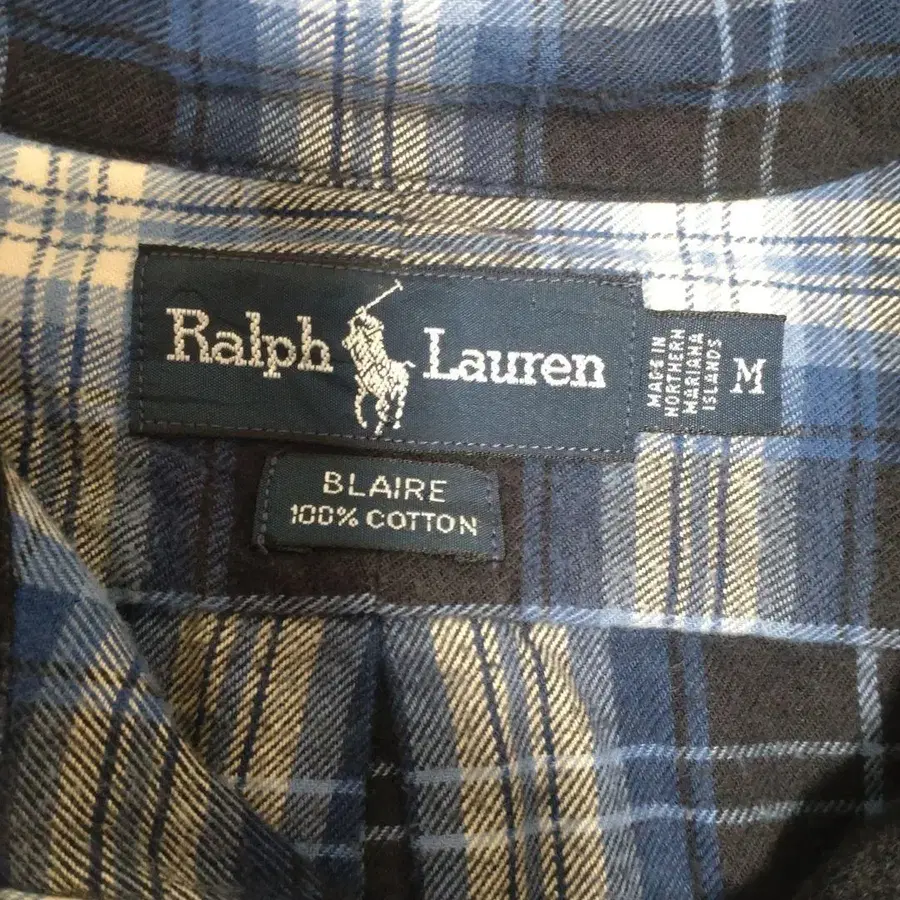 Ralph Lauren
MADE IN
NORTHERN
MARIANA
ISLANDS
M
BLAIRE
100% COTTON